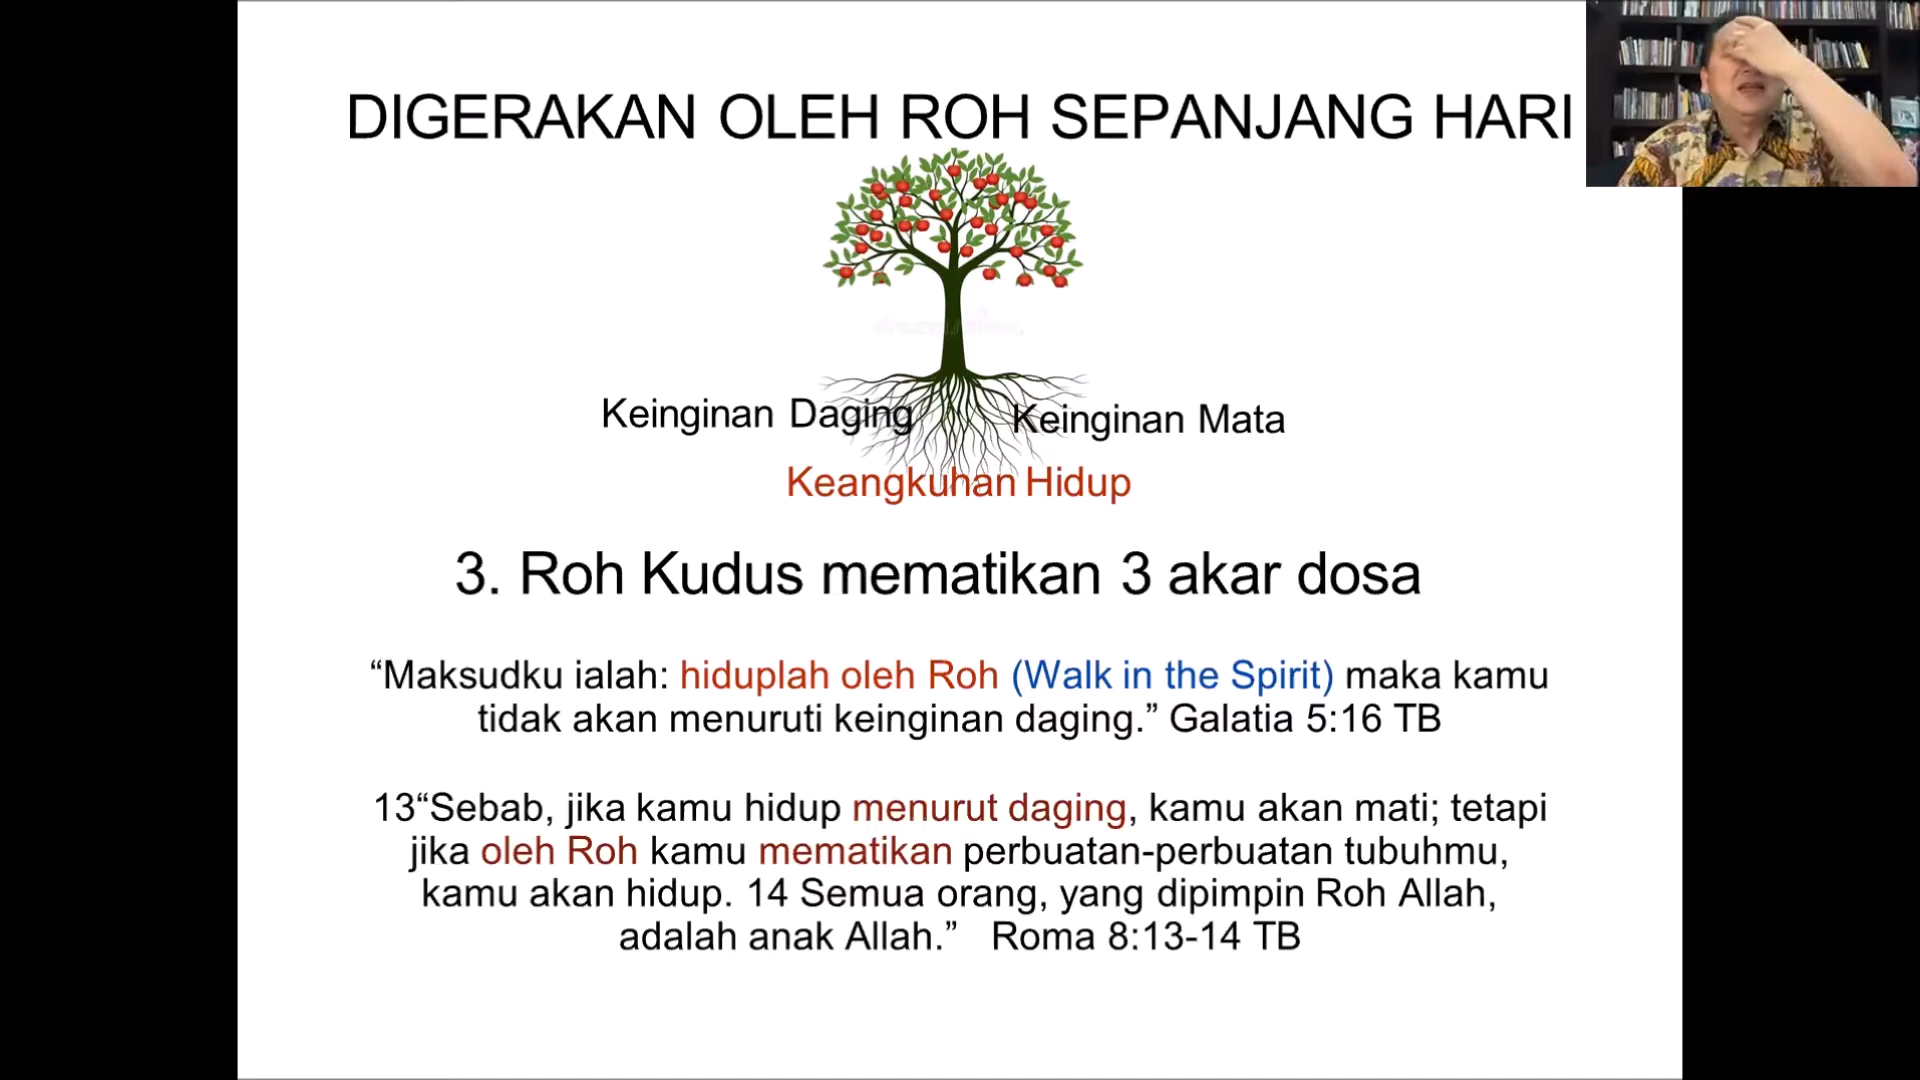 DIGERAKAN OLEH ROH SEPANJANG HARI
Keinginan Daging
Keinginan Mata
Keangkuhan Hidup
3. Roh Kudus mematikan 3 akar dosa
“Maksudku ialah: hiduplah oleh Roh (Walk in the Spirit) maka kamu
tidak akan menuruti keinginan daging.” Galatia 5:16 TB
13“Sebab, jika kamu hidup menurut daging, kamu akan mati; tetapi
jika oleh Roh kamu mematikan perbuatan-perbuatan tubuhmu,
kamu akan hidup. 14 Semua orang, yang dipimpin Roh Allah,
adalah anak Allah.” Roma 8:13-14 TB